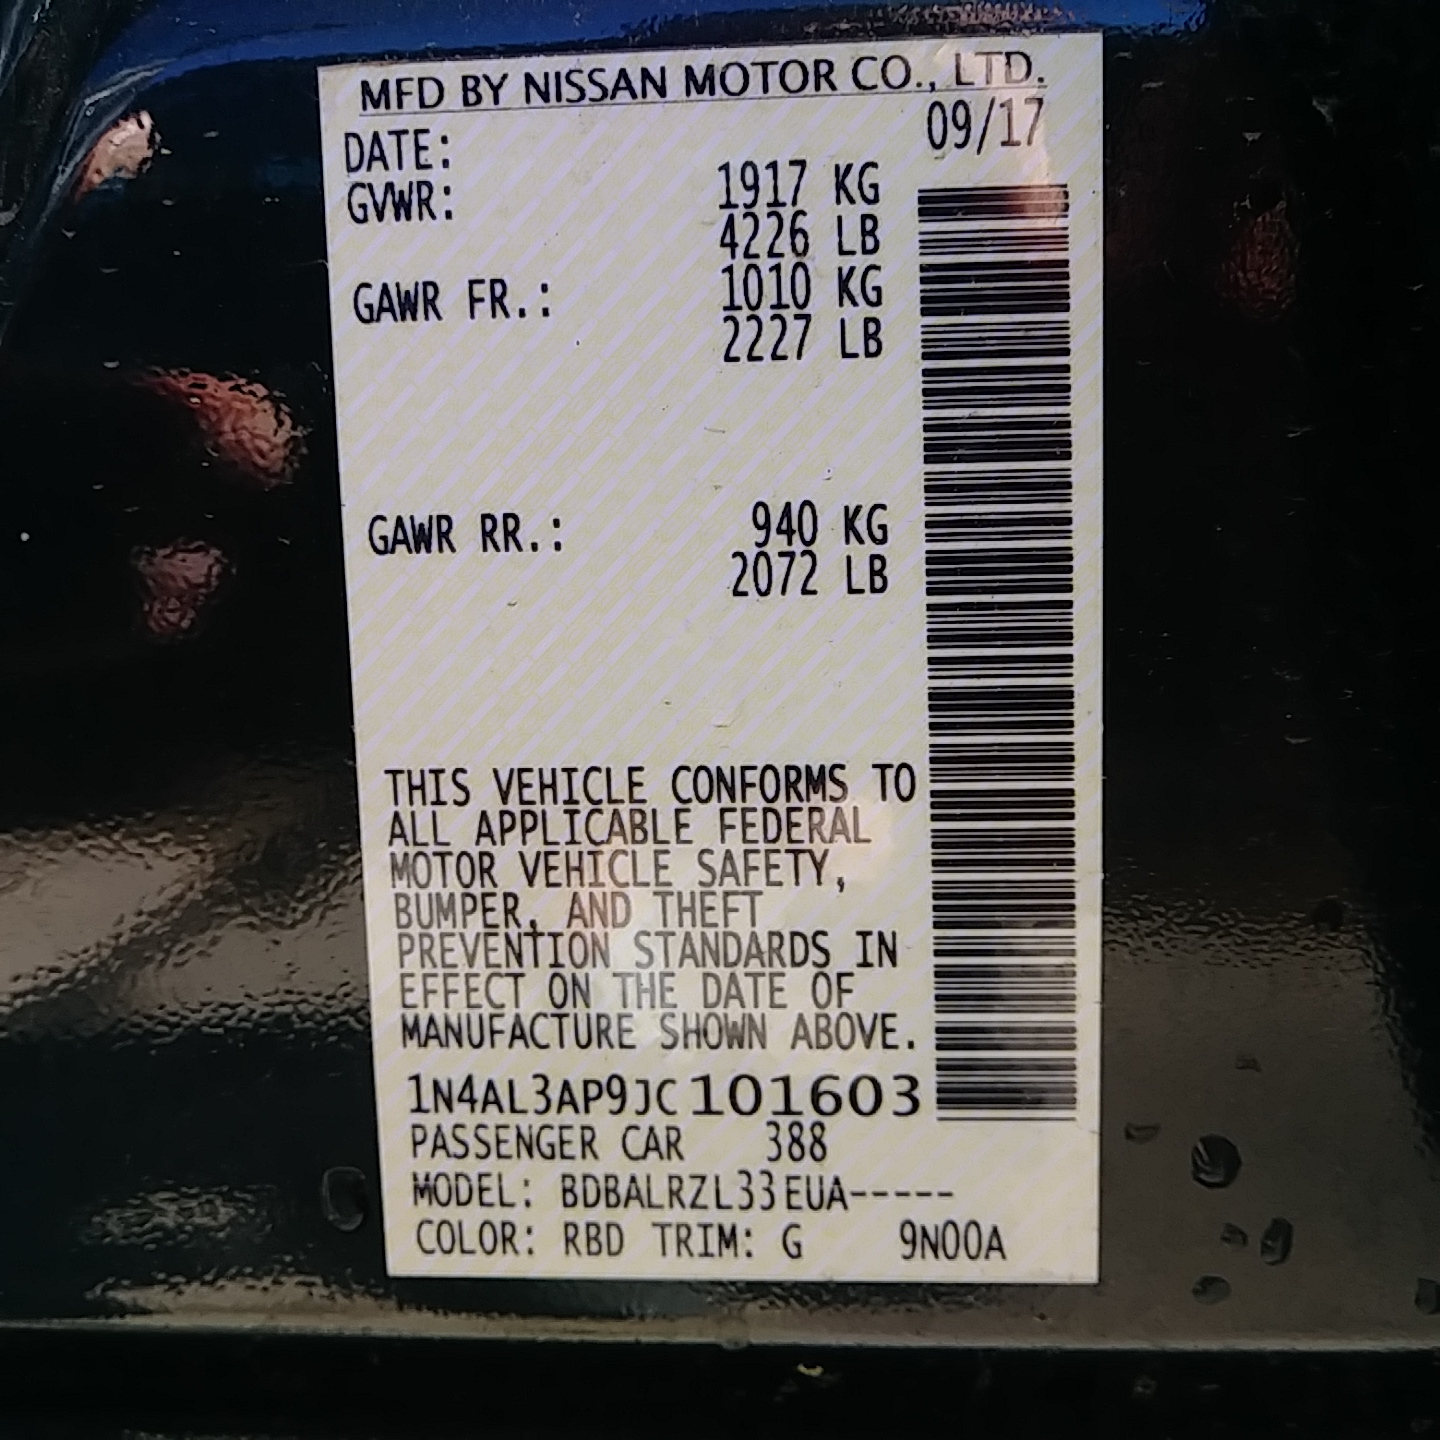 MFD BY NISSAN MOTOR CO., LTD.
DATE: 09/17
GVWR: 1917 KG
4226 LB
GAWR FR.: 1010 KG
2227 LB
GAWR RR.: 940 KG
2072 LB
THIS VEHICLE CONFORMS TO
ALL APPLICABLE FEDERAL
MOTOR VEHICLE SAFETY,
BUMPER, AND THEFT
PREVENTION STANDARDS IN
EFFECT ON THE DATE OF
MANUFACTURE SHOWN ABOVE.
1N4AL3AP9JC101603
PASSENGER CAR 388
MODEL: BDBALRZL33EUA-----
COLOR: RBD TRIM: G 9N00A